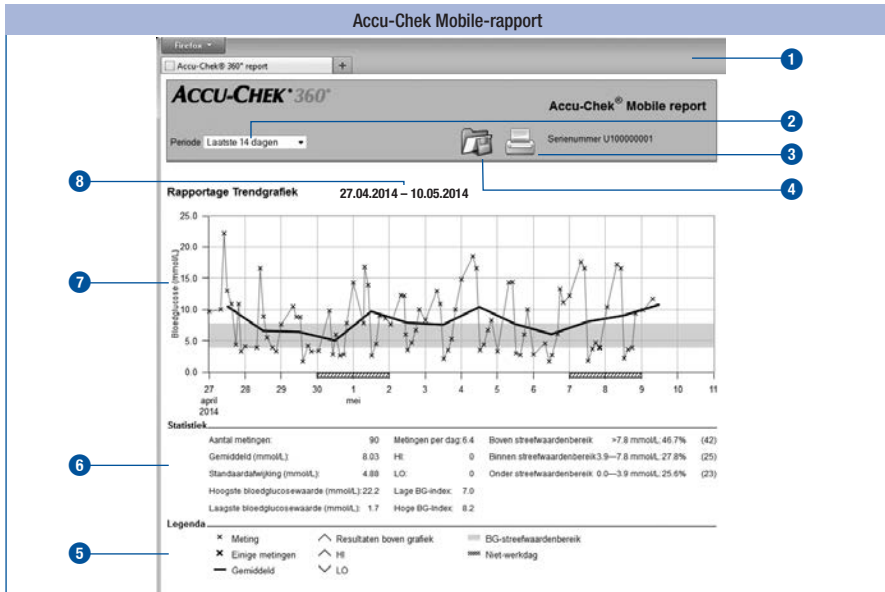 Accu-Chek Mobile-rapport
Firefox
Accu-Chek® 360° report
+
1
ACCU-CHEK® 360°
Accu-Chek® Mobile report
2
Periode Laatste 14 dagen
Serienummer U100000001
3
4
8
Rapportage Trendgrafiek 27.04.2014 – 10.05.2014
7
Bloedglucose (mmol/L)
25.0
20.0
15.0
10.0
5.0
0.0
27 28 29 30 1 2 3 4 5 6 7 8 9 10 11
april mei
2014
Statistiek
6
Aantal metingen: 90 Metingen per dag: 6.4 Boven streefwaardenbereik >7.8 mmol/L: 46.7% (42)
Gemiddeld (mmol/L): 8.03 HI: 0 Binnen streefwaardenbereik 3.9—7.8 mmol/L: 27.8% (25)
Standaardafwijking (mmol/L): 4.88 LO: 0 Onder streefwaardenbereik 0.0—3.9 mmol/L: 25.6% (23)
Hoogste bloedglucosewaarde (mmol/L): 22.2 Lage BG-index: 7.0
Laagste bloedglucosewaarde (mmol/L): 1.7 Hoge BG-index: 8.2
Legenda
5
Meting Resultaten boven grafiek BG-streefwaardenbereik
Einige metingen HI Niet-werkdag
Gemiddeld LO